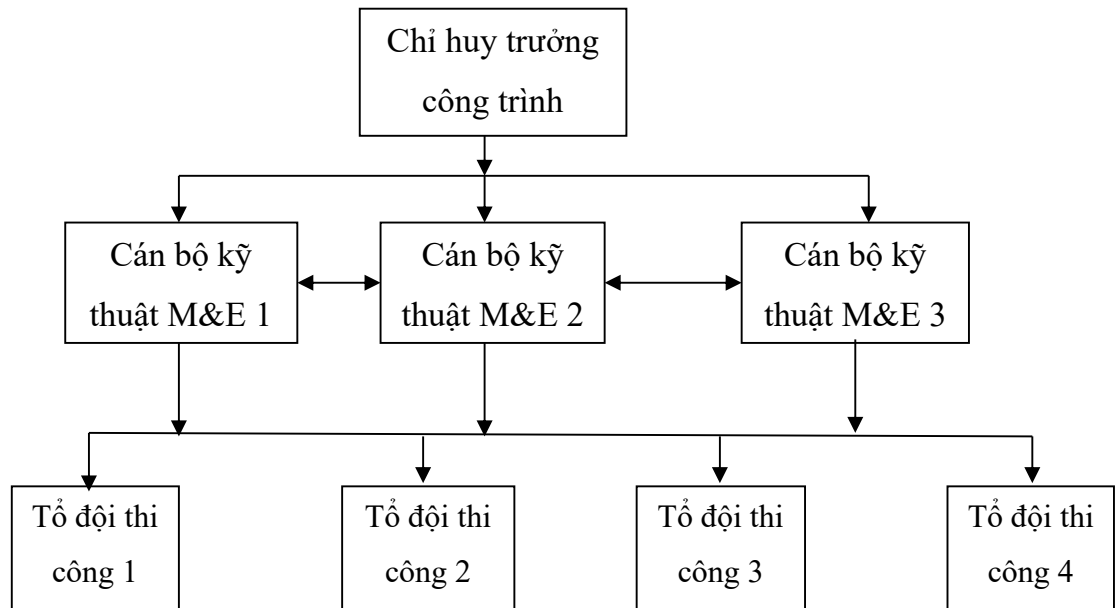 Chỉ huy trưởng
công trình
Cán bộ kỹ
thuật M&E 1
Cán bộ kỹ
thuật M&E 2
Cán bộ kỹ
thuật M&E 3
Tổ đội thi
công 1
Tổ đội thi
công 2
Tổ đội thi
công 3
Tổ đội thi
công 4